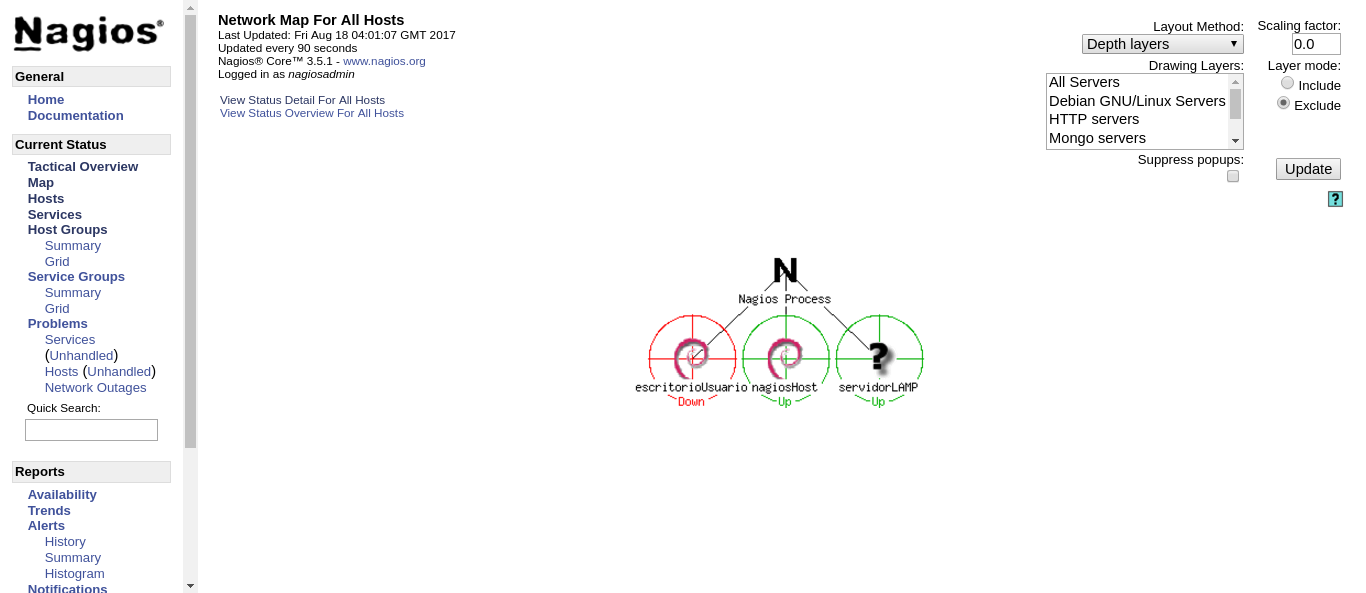 Nagios®
General
Home
Documentation
Current Status
Tactical Overview
Map
Hosts
Services
Host Groups
Summary
Grid
Service Groups
Summary
Grid
Problems
Services
(Unhandled)
Hosts (Unhandled)
Network Outages
Quick Search:
Reports
Availability
Trends
Alerts
History
Summary
Histogram
Notifications
Network Map For All Hosts
Last Updated: Fri Aug 18 04:01:07 GMT 2017
Updated every 90 seconds
Nagios® Core™ 3.5.1 - www.nagios.org
Logged in as nagiosadmin
View Status Detail For All Hosts
View Status Overview For All Hosts
Layout Method:
Depth layers
Scaling factor:
0.0
Drawing Layers:
All Servers
Debian GNU/Linux Servers
HTTP servers
Mongo servers
Layer mode:
Include
Exclude
Suppress popups:
Update
?
N
Nagios Process
escritorioUsuario
Down
nagiosHost
Up
?
servidorLAMP
Up